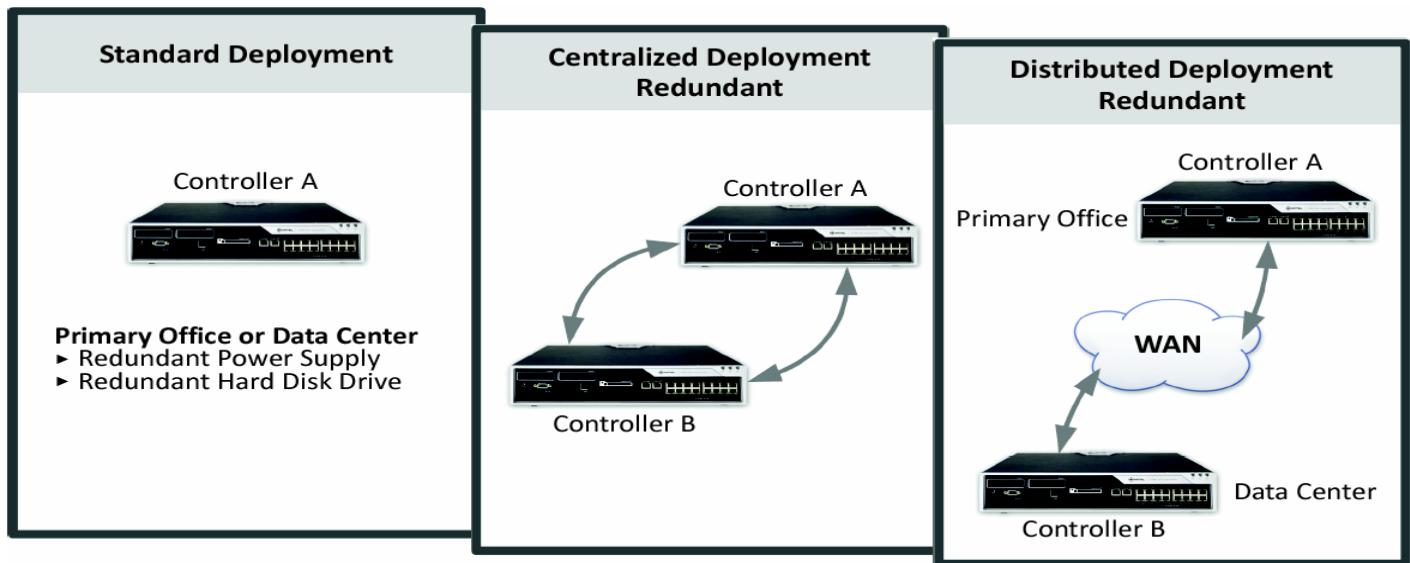 Standard Deployment
Controller A
Primary Office or Data Center
► Redundant Power Supply
► Redundant Hard Disk Drive
Centralized Deployment
Redundant
Controller A
Controller B
Distributed Deployment
Redundant
Controller A
Primary Office
WAN
Data Center
Controller B